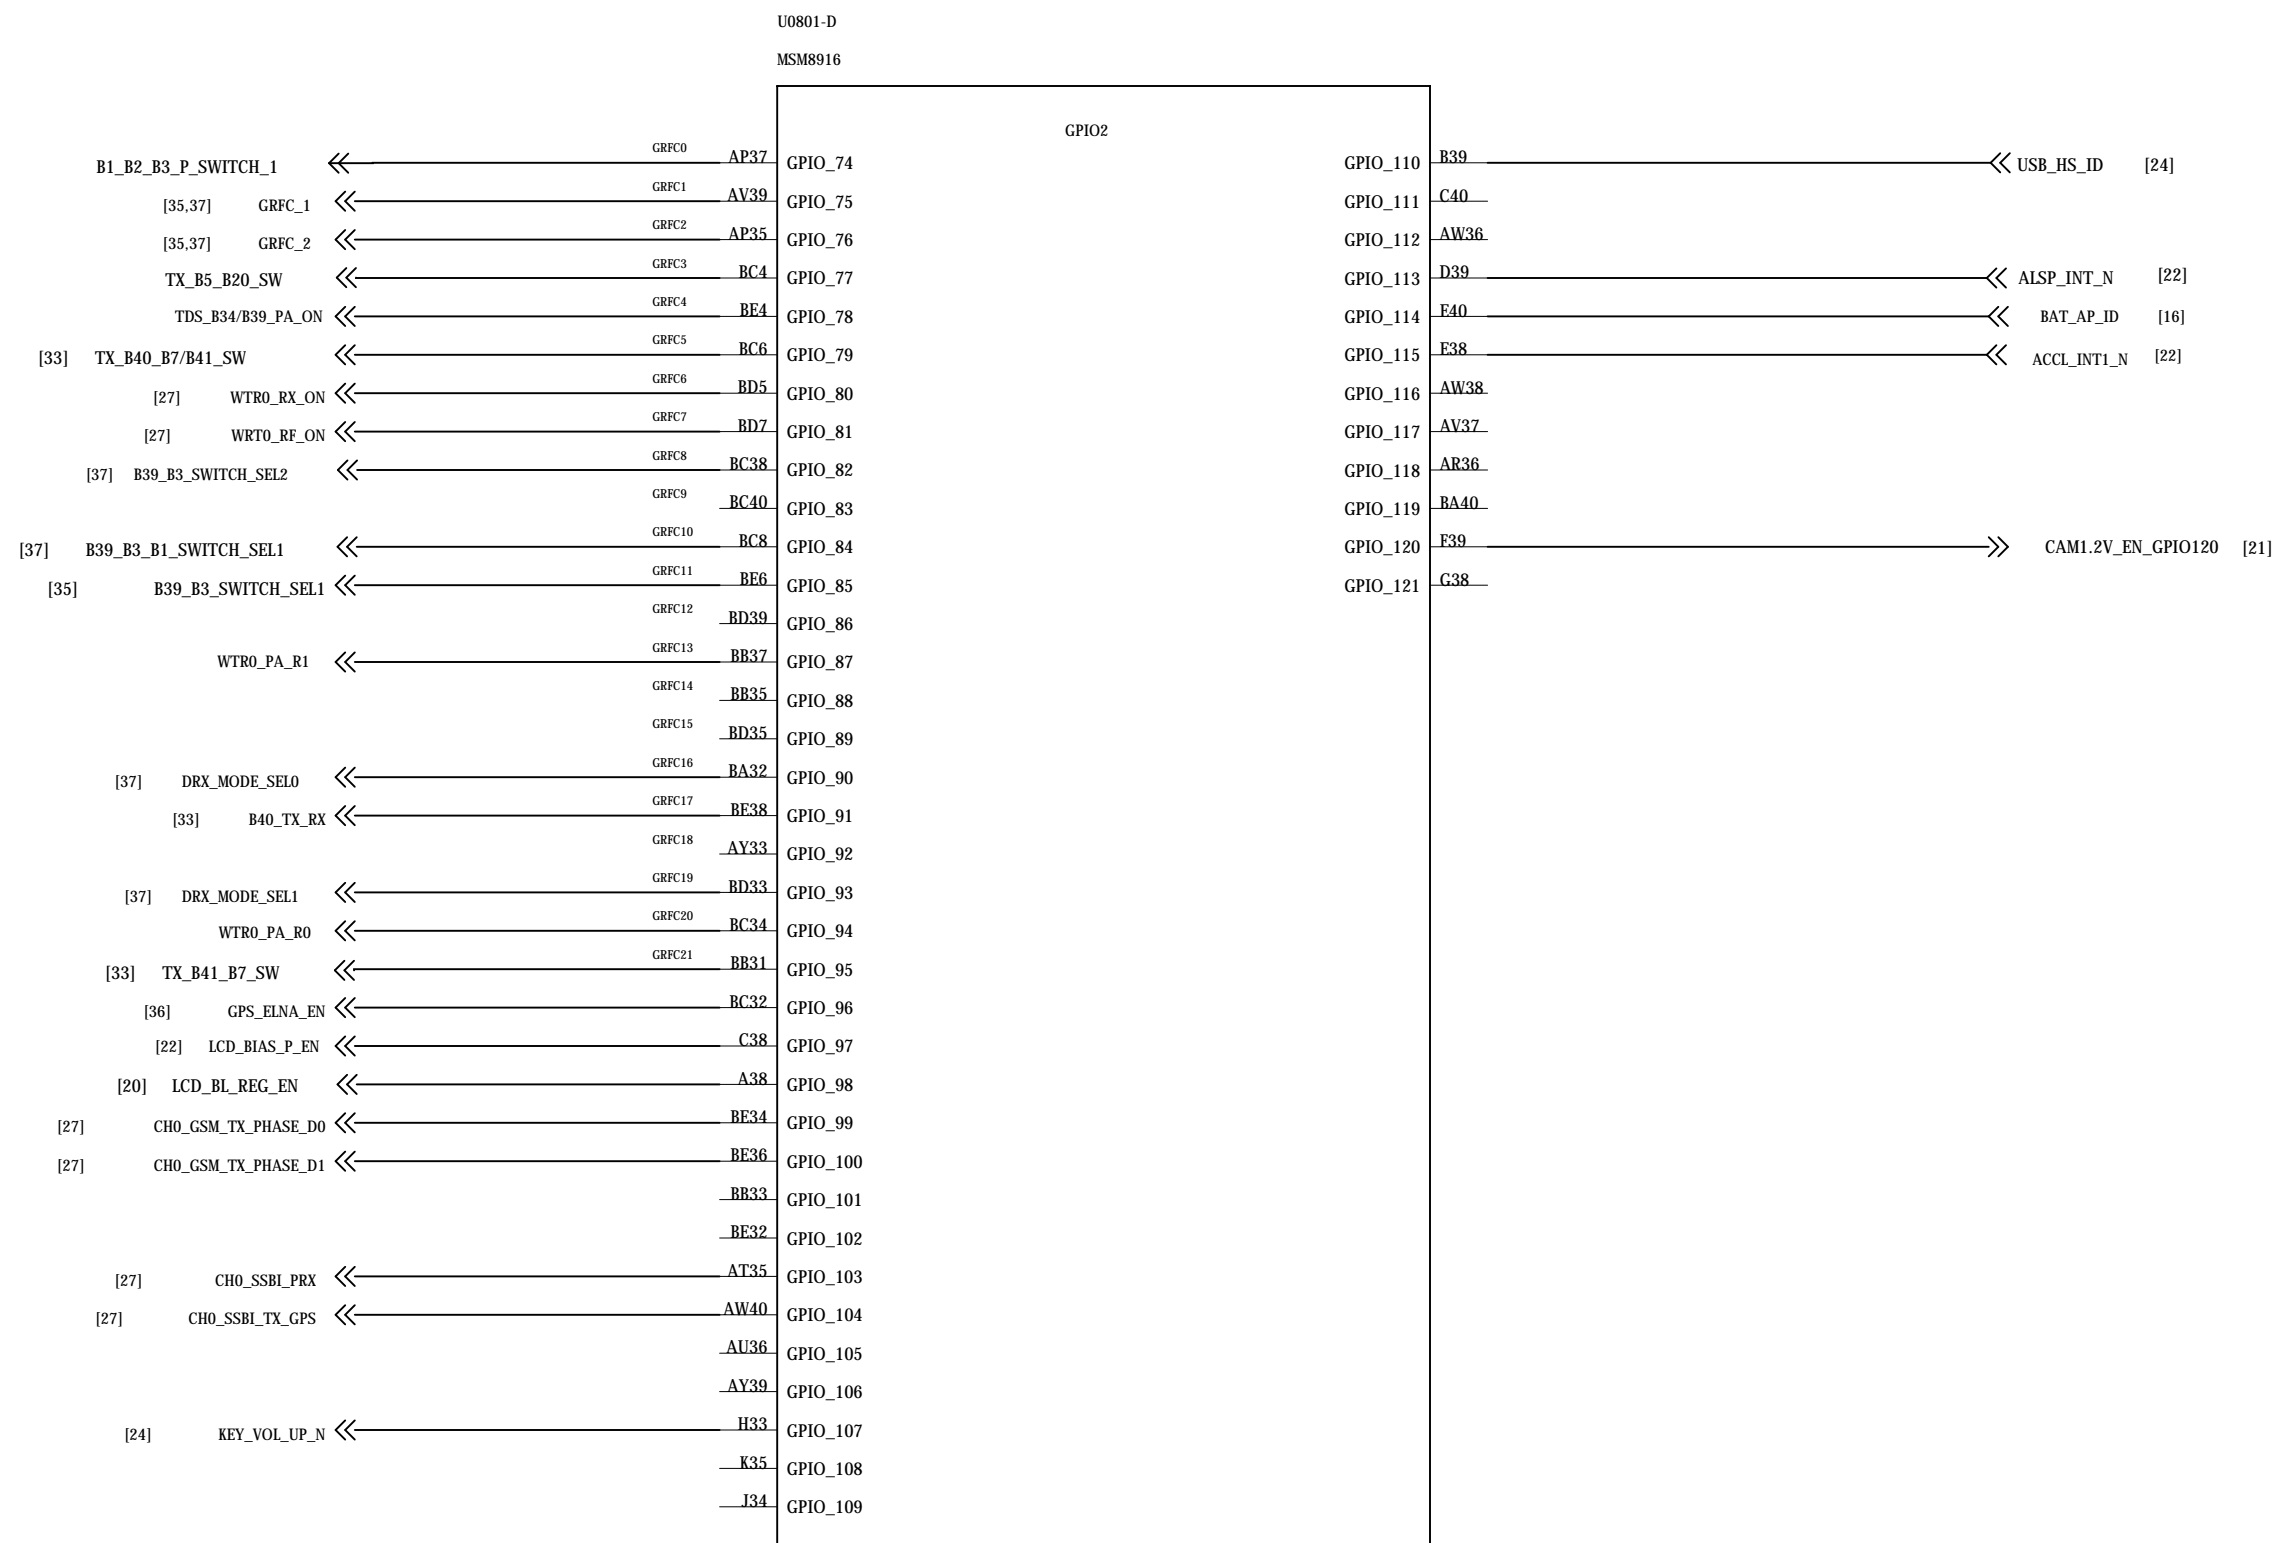 U0801-D
MSM8916
GPIO2
B1_B2_B3_P_SWITCH_1 GRFC0 AP37 GPIO_74 GPIO_110 B39 USB_HS_ID [24]
[35,37] GRFC_1 GRFC1 AV39 GPIO_75 GPIO_111 C40
[35,37] GRFC_2 GRFC2 AP35 GPIO_76 GPIO_112 AW36
TX_B5_B20_SW GRFC3 BC4 GPIO_77 GPIO_113 D39 ALSP_INT_N [22]
TDS_B34/B39_PA_ON GRFC4 BE4 GPIO_78 GPIO_114 E40 BAT_AP_ID [16]
[33] TX_B40_B7/B41_SW GRFC5 BC6 GPIO_79 GPIO_115 E38 ACCL_INT1_N [22]
[27] WTR0_RX_ON GRFC6 BD5 GPIO_80 GPIO_116 AW38
[27] WRT0_RF_ON GRFC7 BD7 GPIO_81 GPIO_117 AV37
[37] B39_B3_SWITCH_SEL2 GRFC8 BC38 GPIO_82 GPIO_118 AR36
GRFC9 BC40 GPIO_83 GPIO_119 BA40
[37] B39_B3_B1_SWITCH_SEL1 GRFC10 BC8 GPIO_84 GPIO_120 F39 CAM1.2V_EN_GPIO120 [21]
[35] B39_B3_SWITCH_SEL1 GRFC11 BE6 GPIO_85 GPIO_121 G38
GRFC12 BD39 GPIO_86
WTR0_PA_R1 GRFC13 BB37 GPIO_87
GRFC14 BB35 GPIO_88
GRFC15 BD35 GPIO_89
[37] DRX_MODE_SEL0 GRFC16 BA32 GPIO_90
[33] B40_TX_RX GRFC17 BE38 GPIO_91
GRFC18 AY33 GPIO_92
[37] DRX_MODE_SEL1 GRFC19 BD33 GPIO_93
WTR0_PA_R0 GRFC20 BC34 GPIO_94
[33] TX_B41_B7_SW GRFC21 BB31 GPIO_95
[36] GPS_ELNA_EN BC32 GPIO_96
[22] LCD_BIAS_P_EN C38 GPIO_97
[20] LCD_BL_REG_EN A38 GPIO_98
[27] CH0_GSM_TX_PHASE_D0 BE34 GPIO_99
[27] CH0_GSM_TX_PHASE_D1 BE36 GPIO_100
BB33 GPIO_101
BE32 GPIO_102
[27] CH0_SSBI_PRX AT35 GPIO_103
[27] CH0_SSBI_TX_GPS AW40 GPIO_104
AU36 GPIO_105
AY39 GPIO_106
[24] KEY_VOL_UP_N H33 GPIO_107
K35 GPIO_108
J34 GPIO_109